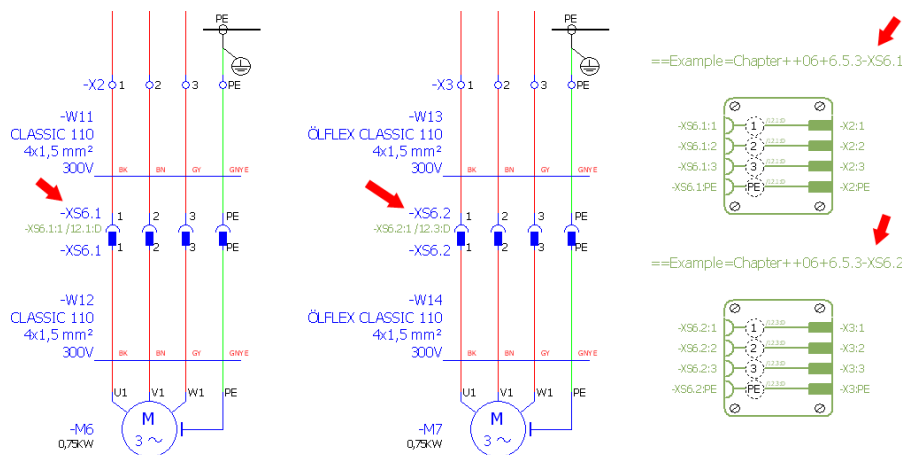 PE
-X2 1 2 3 PE
-W11
CLASSIC 110
4x1,5 mm²
300V
BK BN GY GNYE
-XS6.1 1 2 3 PE
-XS6.1:1 /12.1:D
-XS6.1 1 2 3 PE
-W12
CLASSIC 110
4x1,5 mm²
300V
BK BN GY GNYE
U1 V1 W1 PE
-M6
0,75KW
M
3 ~
PE
-X3 1 2 3 PE
-W13
ÖLFLEX CLASSIC 110
4x1,5 mm²
300V
BK BN GY GNYE
-XS6.2 1 2 3 PE
-XS6.2:1 /12.3:D
-XS6.2 1 2 3 PE
-W14
ÖLFLEX CLASSIC 110
4x1,5 mm²
300V
BK BN GY GNYE
U1 V1 W1 PE
-M7
0,75KW
M
3 ~
==Example=Chapter++06+6.5.3-XS6.1
-XS6.1:1 1 -X2:1
-XS6.1:2 2 -X2:2
-XS6.1:3 3 -X2:3
-XS6.1:PE PE -X2:PE
==Example=Chapter++06+6.5.3-XS6.2
-XS6.2:1 1 -X3:1
-XS6.2:2 2 -X3:2
-XS6.2:3 3 -X3:3
-XS6.2:PE PE -X3:PE